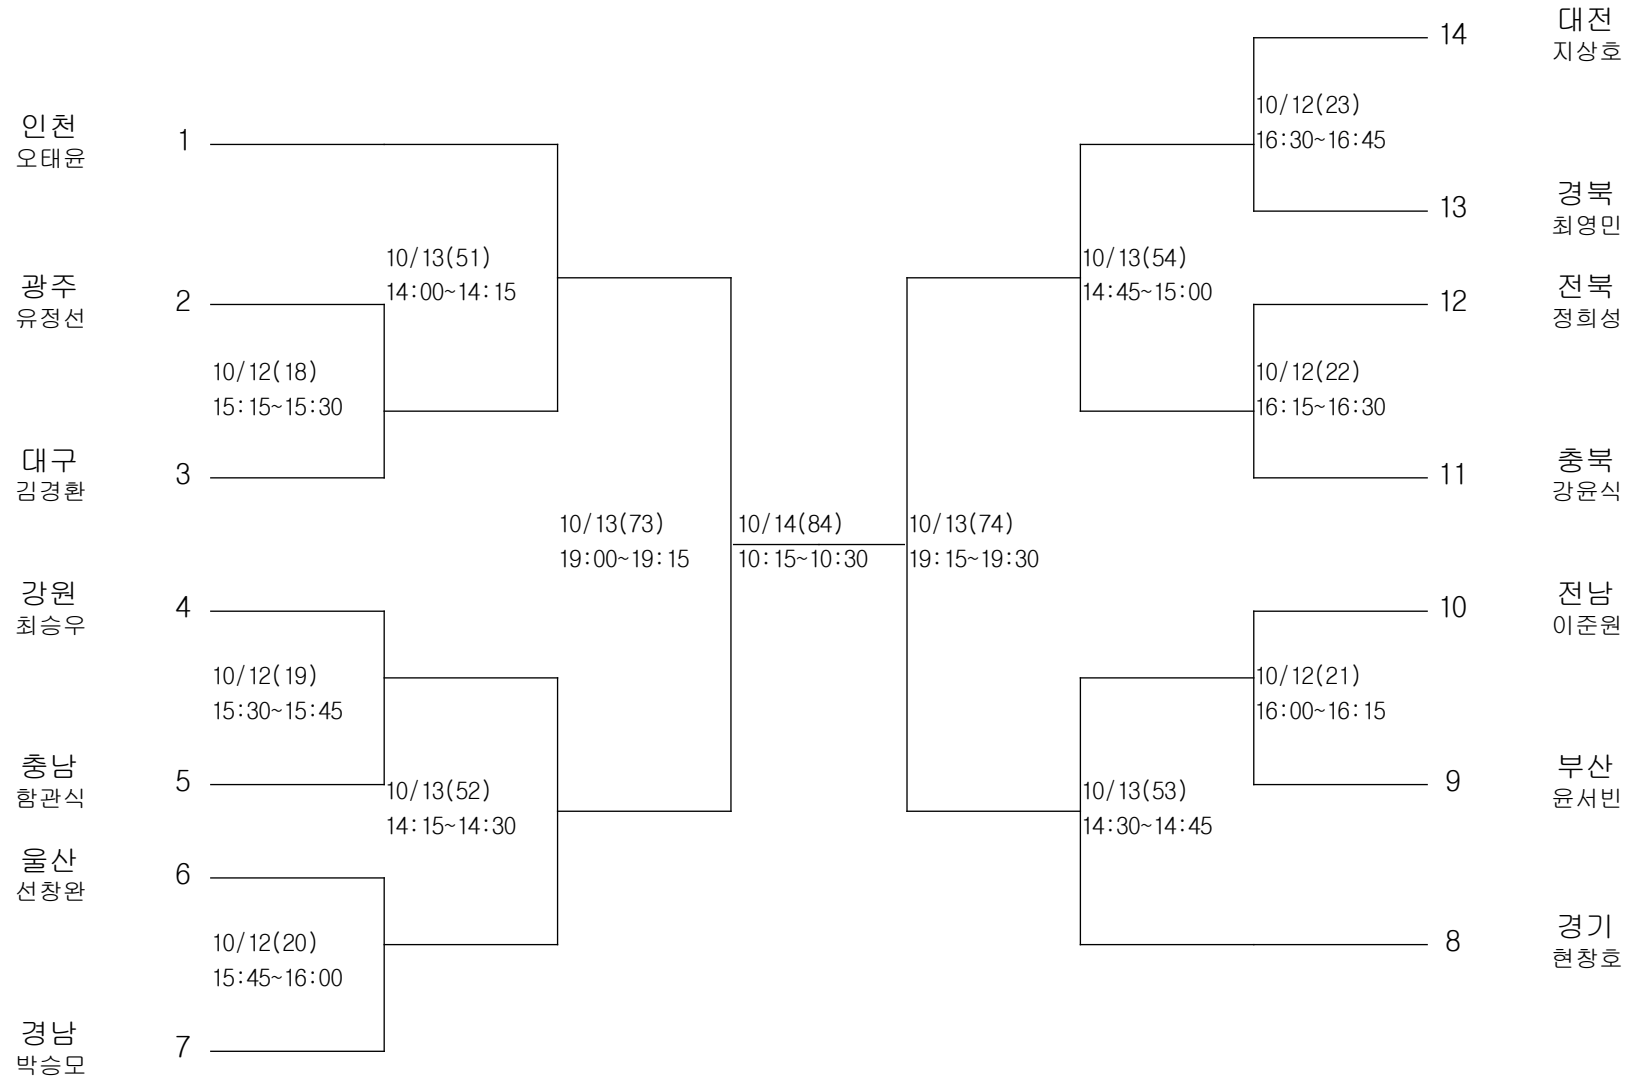 인천
오태윤
1
광주
유정선
2
10/13(51)
14:00~14:15
10/12(18)
15:15~15:30
대구
김경환
3
10/13(73)
19:00~19:15
강원
최승우
4
10/12(19)
15:30~15:45
충남
함관식
5
10/13(52)
14:15~14:30
울산
선창완
6
10/12(20)
15:45~16:00
경남
박승모
7
10/14(84)
10:15~10:30
14
대전
지상호
10/12(23)
16:30~16:45
13
경북
최영민
10/13(54)
14:45~15:00
12
전북
정희성
10/12(22)
16:15~16:30
11
충북
강윤식
10/13(74)
19:15~19:30
10
전남
이준원
10/12(21)
16:00~16:15
9
부산
윤서빈
10/13(53)
14:30~14:45
8
경기
현창호